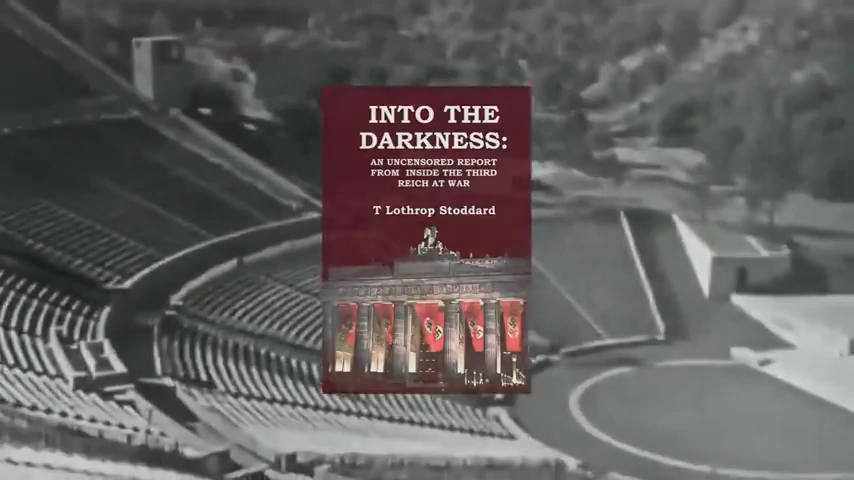 INTO THE
DARKNESS:
AN UNCENSORED REPORT
FROM INSIDE THE THIRD
REICH AT WAR
T Lothrop Stoddard